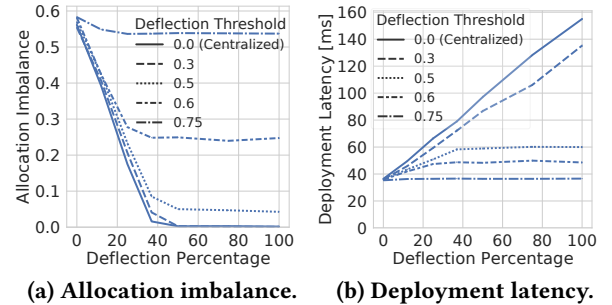 Deflection Threshold
0.0 (Centralized)
0.3
0.5
0.6
0.75
0.6
0.5
0.4
0.3
0.2
0.1
0.0
Allocation Imbalance
0 20 40 60 80 100
Deflection Percentage
(a) Allocation imbalance.
Deflection Threshold
0.0 (Centralized)
0.3
0.5
0.6
0.75
160
140
120
100
80
60
40
20
0
Deployment Latency [ms]
0 20 40 60 80 100
Deflection Percentage
(b) Deployment latency.